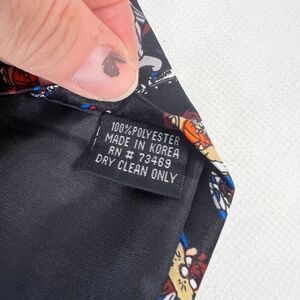 100% POLYESTER
MADE IN KOREA
RN # 73469
DRY CLEAN ONLY